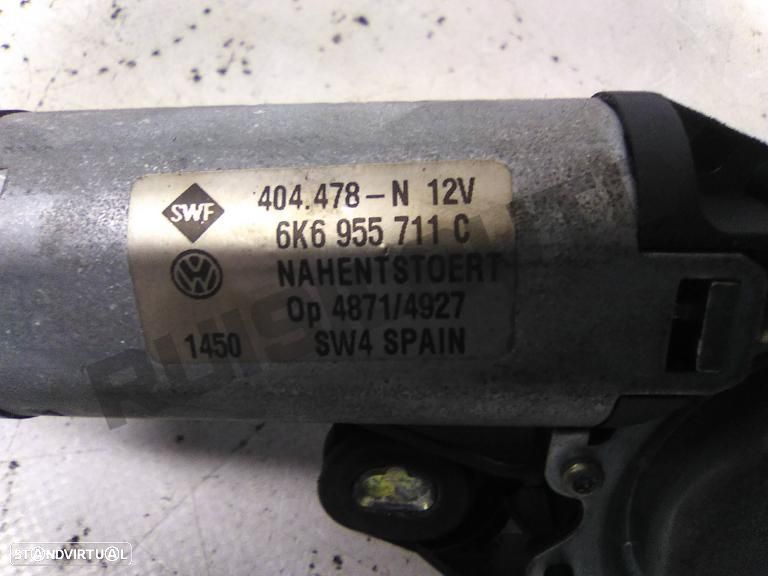 SWF 404.478-N 12V
6K6 955 711 C
NAHENTSTOERT
Op 4871/4927
1450 SW4 SPAIN
STANDVIRTUAL